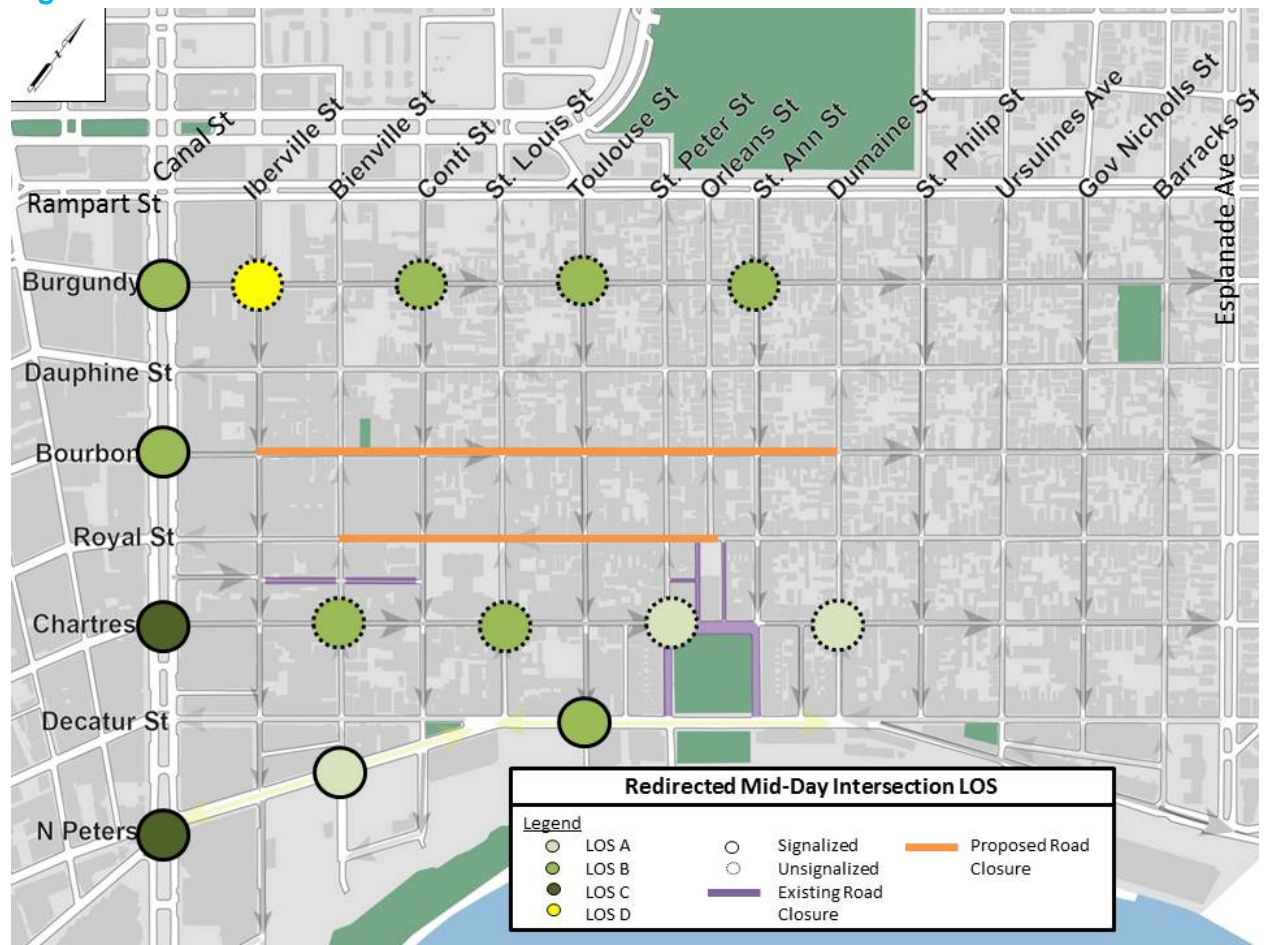 Canal St
Iberville St
Bienville St
Conti St
St. Louis St
Toulouse St
St. Peter St
Orleans St
St. Ann St
Dumaine St
St. Philip St
Ursulines Ave
Gov Nicholls St
Barracks St
Esplanade Ave
Rampart St
Burgundy
Dauphine St
Bourbon
Royal St
Chartres
Decatur St
N Peters
Redirected Mid-Day Intersection LOS
Legend
LOS A
LOS B
LOS C
LOS D
Signalized
Unsignalized
Existing Road
Closure
Proposed Road
Closure